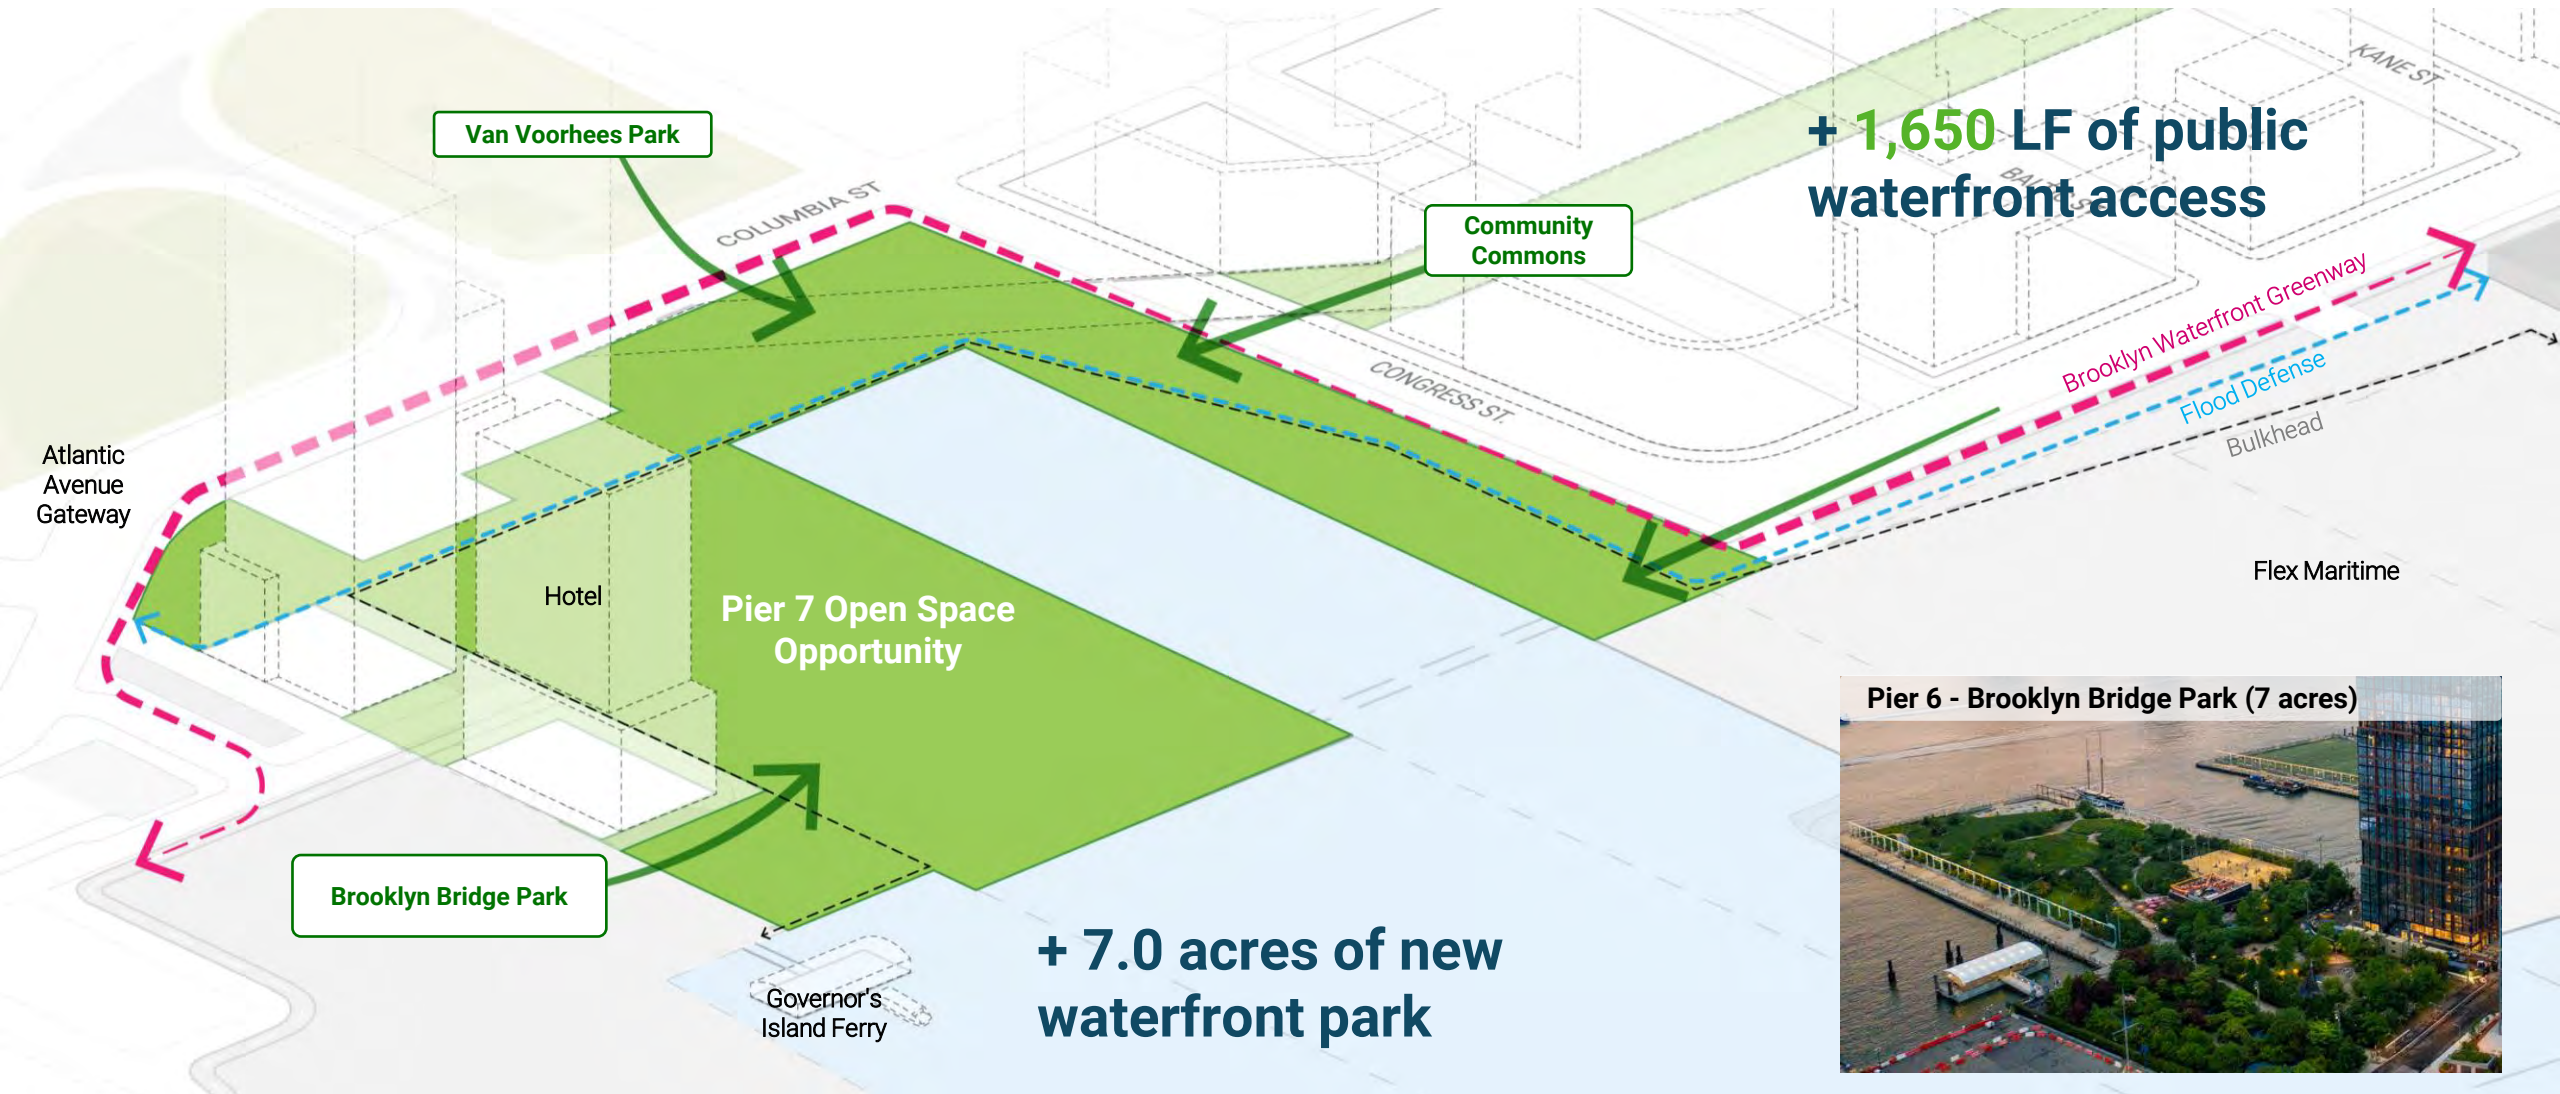 Van Voorhees Park
COLUMBIA ST
Community
Commons
+ 1,650 LF of public
waterfront access
KANE ST
Brooklyn Waterfront Greenway
Flood Defense
Bulkhead
CONGRESS ST.
Atlantic
Avenue
Gateway
Hotel
Pier 7 Open Space
Opportunity
Flex Maritime
Brooklyn Bridge Park
Governor's
Island Ferry
+ 7.0 acres of new
waterfront park
Pier 6 - Brooklyn Bridge Park (7 acres)